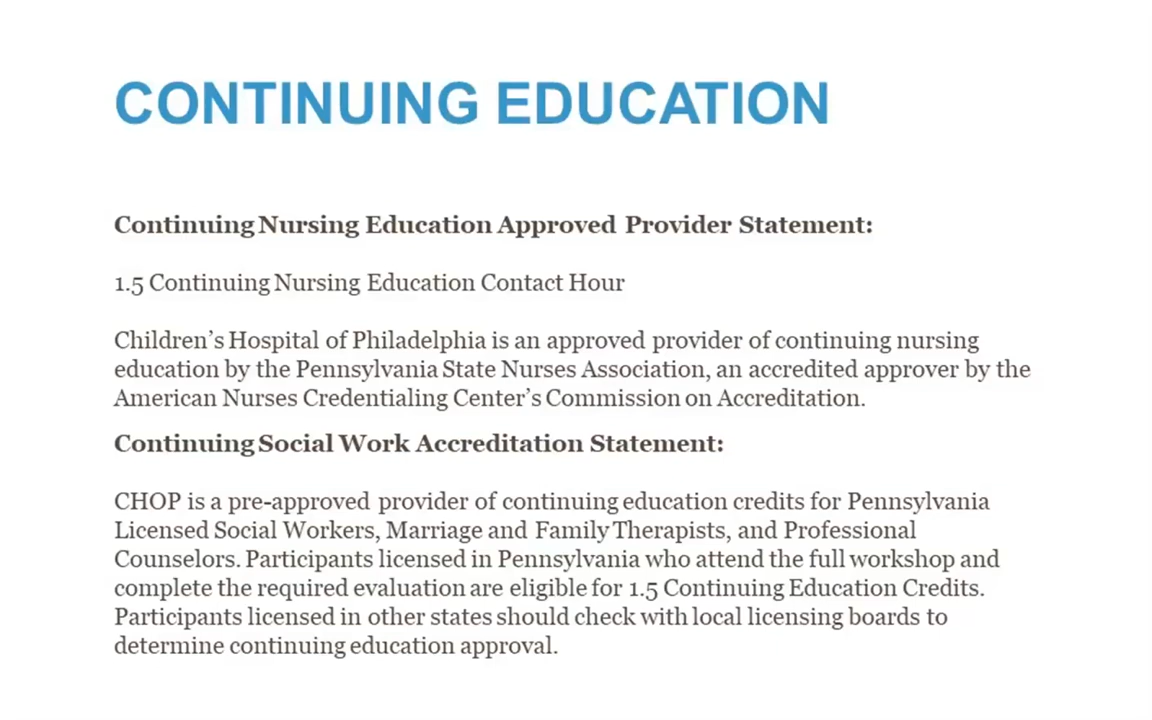 CONTINUING EDUCATION
Continuing Nursing Education Approved Provider Statement:
1.5 Continuing Nursing Education Contact Hour
Children’s Hospital of Philadelphia is an approved provider of continuing nursing
education by the Pennsylvania State Nurses Association, an accredited approver by the
American Nurses Credentialing Center’s Commission on Accreditation.
Continuing Social Work Accreditation Statement:
CHOP is a pre-approved provider of continuing education credits for Pennsylvania
Licensed Social Workers, Marriage and Family Therapists, and Professional
Counselors. Participants licensed in Pennsylvania who attend the full workshop and
complete the required evaluation are eligible for 1.5 Continuing Education Credits.
Participants licensed in other states should check with local licensing boards to
determine continuing education approval.